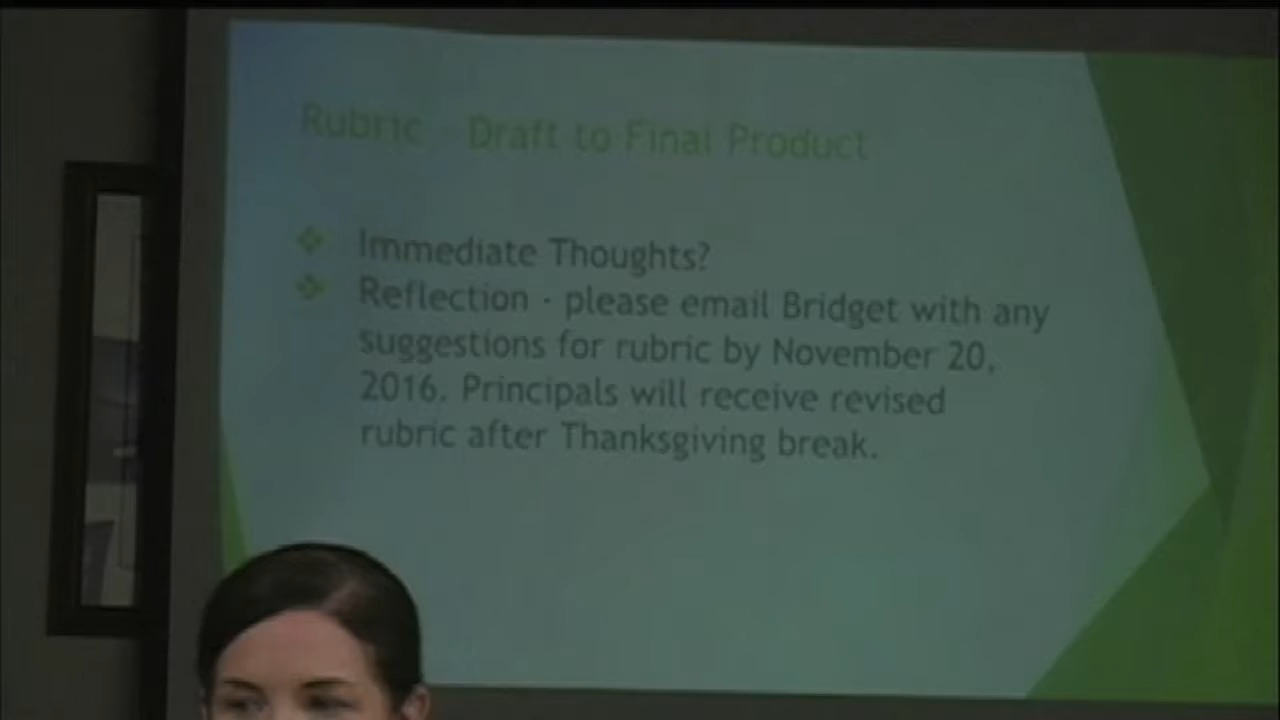 Rubric - Draft to Final Product
Immediate Thoughts?
Reflection - please email Bridget with any
suggestions for rubric by November 20,
2016. Principals will receive revised
rubric after Thanksgiving break.